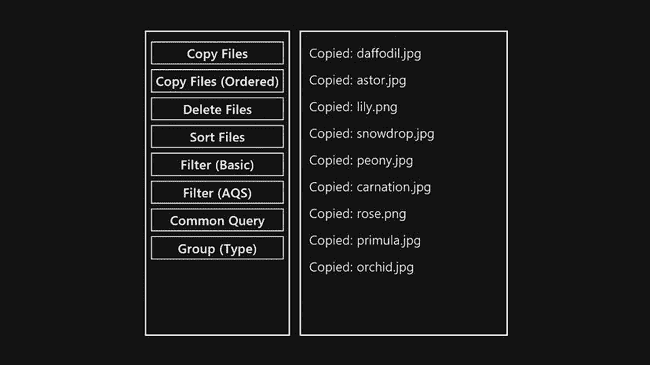 Copy Files
Copy Files (Ordered)
Delete Files
Sort Files
Filter (Basic)
Filter (AQS)
Common Query
Group (Type)
Copied: daffodil.jpg
Copied: astor.jpg
Copied: lily.png
Copied: snowdrop.jpg
Copied: peony.jpg
Copied: carnation.jpg
Copied: rose.png
Copied: primula.jpg
Copied: orchid.jpg